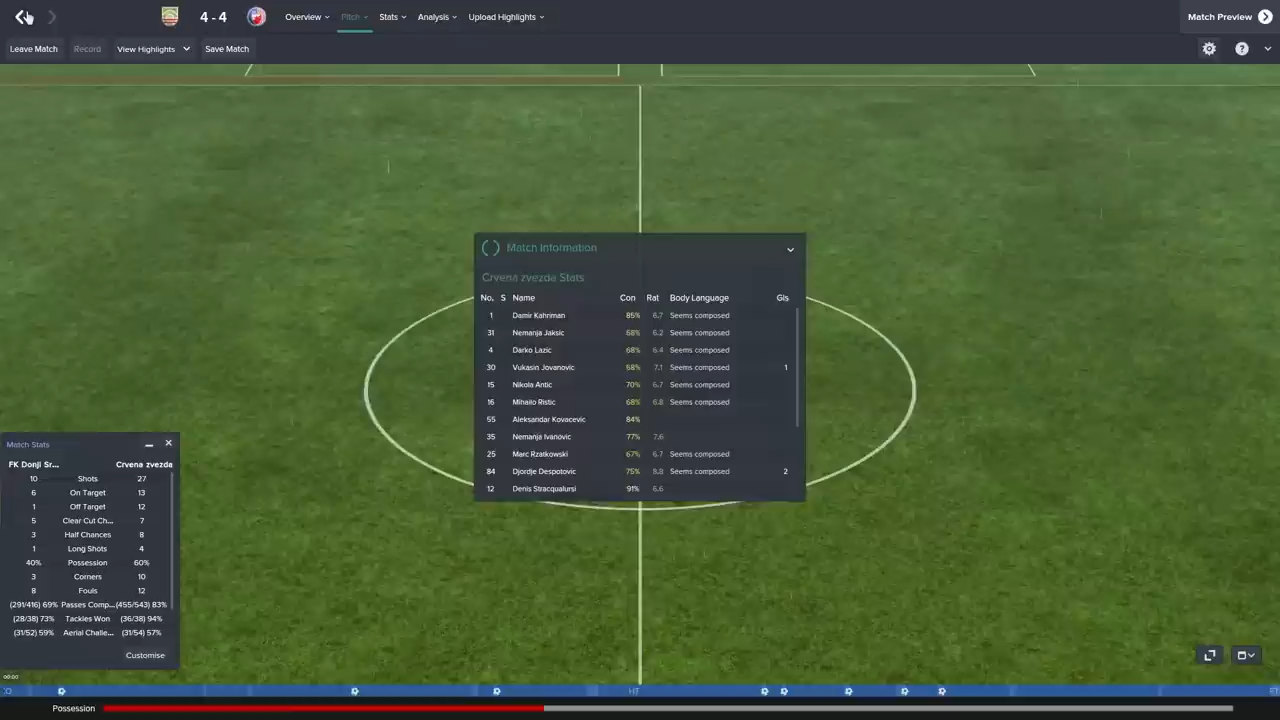 4 - 4 Overview Pitch Stats Analysis Upload Highlights Match Preview
Leave Match Record View Highlights Save Match ?
Match Information
Crvena zvezda Stats
No. S Name Con Rat Body Language Gls
1 Damir Kahriman 85% 6.7 Seems composed
31 Nemanja Jaksic 68% 6.2 Seems composed
4 Darko Lazic 68% 6.4 Seems composed
30 Vukasin Jovanovic 68% 7.1 Seems composed 1
15 Nikola Antic 70% 6.7 Seems composed
16 Mihailo Ristic 68% 6.8 Seems composed
55 Aleksandar Kovacevic 84%
35 Nemanja Ivanovic 77% 7.6
25 Marc Rzatkowski 67% 6.7 Seems composed
84 Djordje Despotovic 75% 8.8 Seems composed 2
12 Denis Stracqualursi 91% 6.6
Match Stats
FK Donji Sr... Crvena zvezda
10 Shots 27
6 On Target 13
1 Off Target 12
5 Clear Cut Ch... 7
3 Half Chances 8
1 Long Shots 4
40% Possession 60%
3 Corners 10
8 Fouls 12
(291/416) 69% Passes Comp... (455/543) 83%
(28/38) 73% Tackles Won (36/38) 94%
(31/52) 59% Aerial Challe... (31/54) 57%
Customise
00:00
KO HT FT
Possession